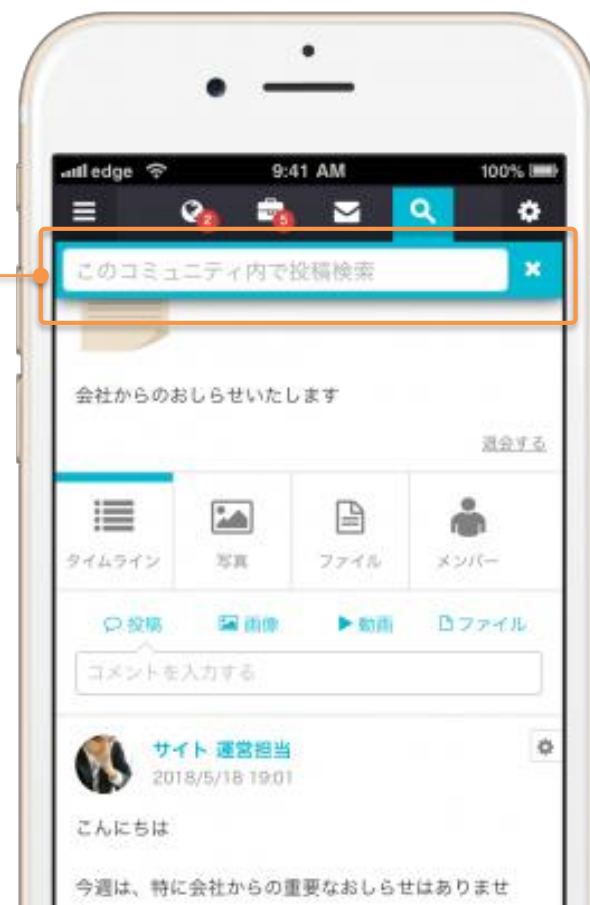 edge 9:41 AM 100%
2 5
このコミュニティ内で投稿検索
会社からのおしらせいたします
退会する
タイムライン 写真 ファイル メンバー
投稿 画像 動画 ファイル
コメントを入力する
サイト 運営担当
2018/5/18 19:01
こんにちは
今週は、特に会社からの重要なおしらせはありませ